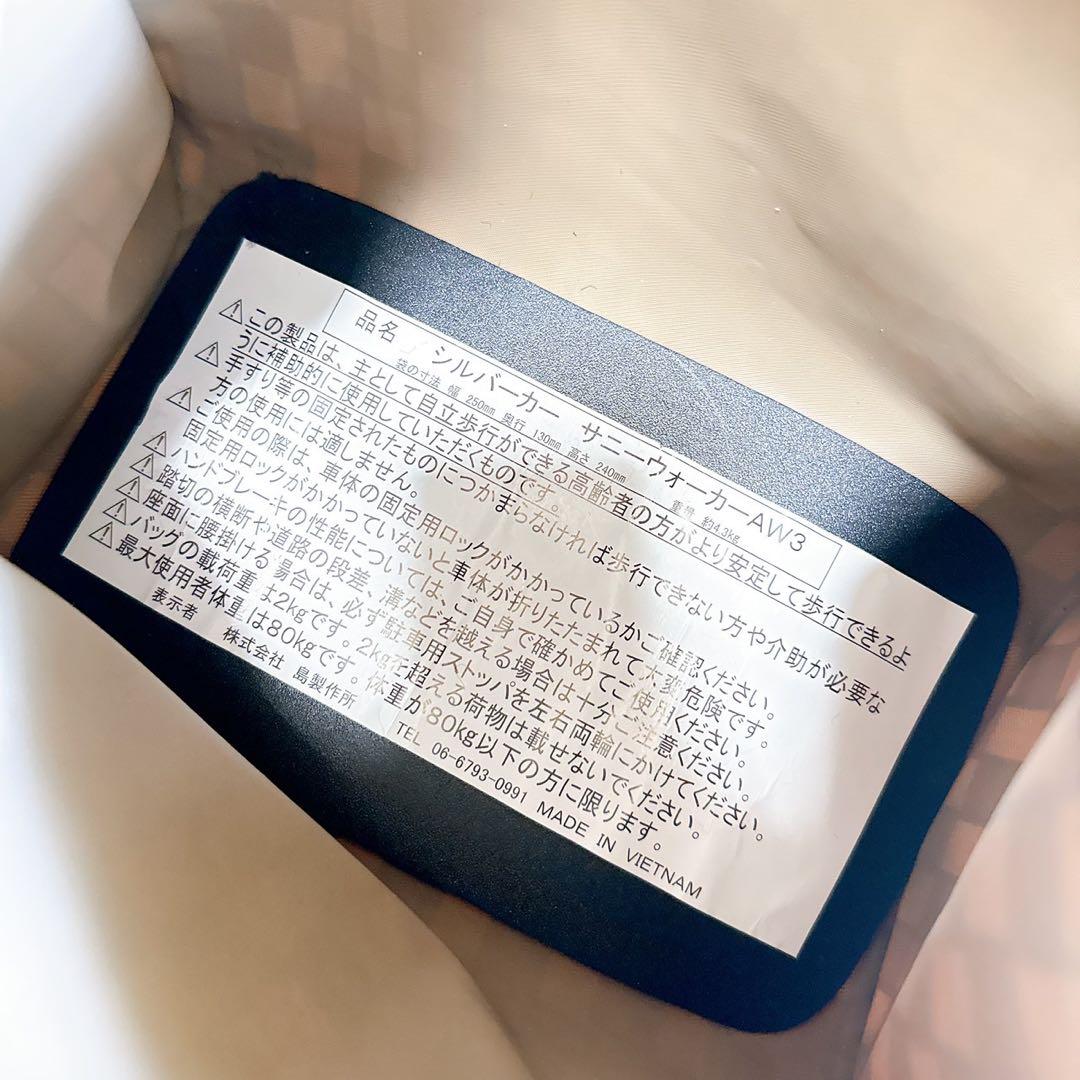 品名 シルバーカー サニーウォーカーAW3
袋の寸法 幅 250mm 奥行 130mm 高さ 240mm 重量 約4.3kg
⚠この製品は、主として自立歩行ができる高齢者の方がより安定して歩行できるよ
うに補助的に使用していただくものです。
⚠手すり等の固定されたものにつかまらなければ歩行できない方や介助が必要な
方の使用には適しません。
⚠ご使用の際は、車体の固定用ロックがかかっているかご確認ください。
固定用ロックがかかっていないと車体が折りたたまれて大変危険です。
⚠ハンドブレーキの性能については、ご自身で確かめてご使用ください。
⚠踏切の横断や道路の段差、溝などを越える場合は十分ご注意ください。
⚠座面に腰掛ける場合は、必ず駐車用ストッパを左右両輪にかけてください。
⚠バッグの載荷重は2kgです。2kgを超える荷物は載せないでください。
⚠最大使用者体重は80kgです。体重が80kg以下の方に限ります。
表示者 株式会社 島製作所 TEL 06-6793-0991 MADE IN VIETNAM